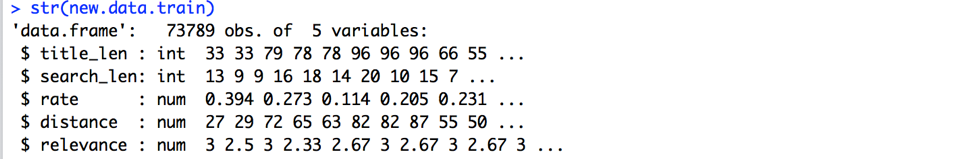 > str(new.data.train)
'data.frame':   73789 obs. of  5 variables:
 $ title_len : int  33 33 79 78 78 96 96 96 66 55 ...
 $ search_len: int  13 9 9 16 18 14 20 10 15 7 ...
 $ rate      : num  0.394 0.273 0.114 0.205 0.231 ...
 $ distance  : num  27 29 72 65 63 82 82 87 55 50 ...
 $ relevance : num  3 2.5 3 2.33 2.67 3 2.67 3 2.67 3 ...